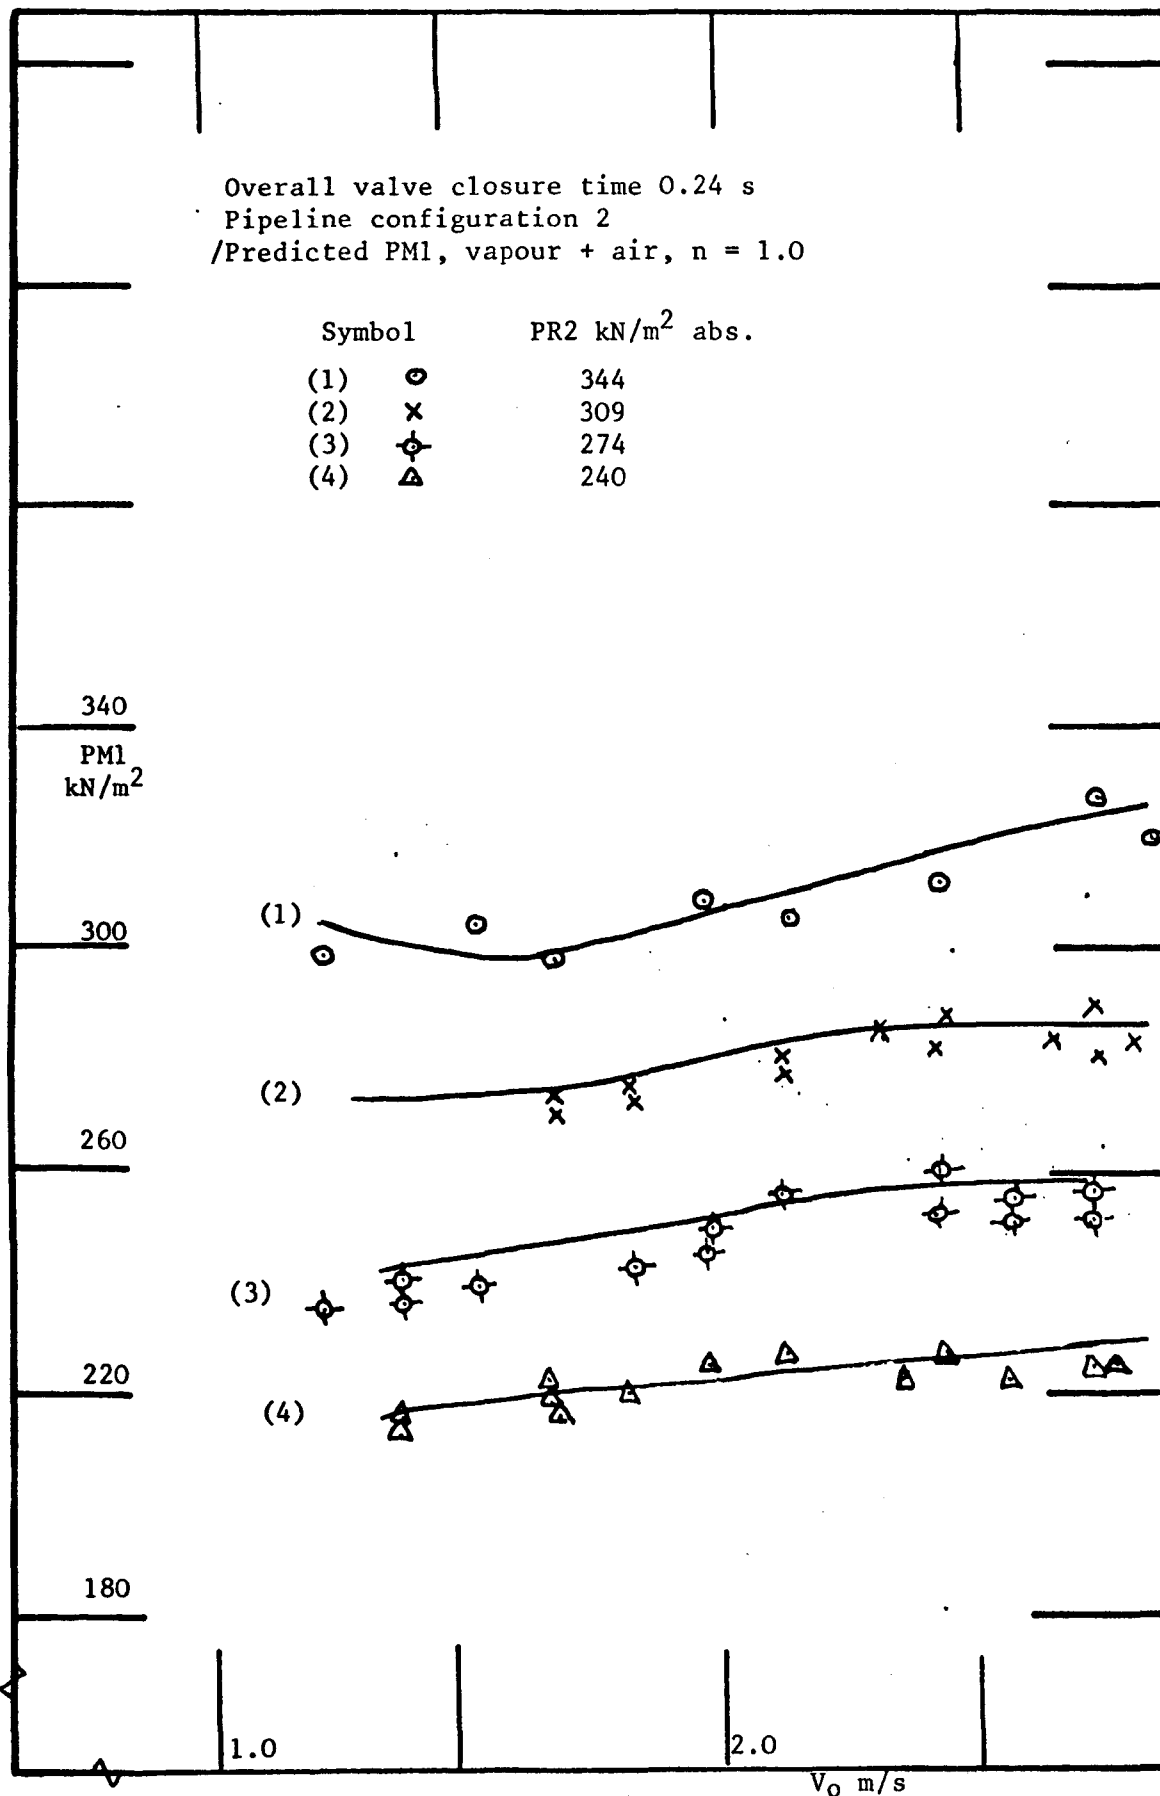 Overall valve closure time 0.24 s
Pipeline configuration 2
/Predicted PM1, vapour + air, n = 1.0
Symbol PR2 kN/m² abs.
(1) 344
(2) 309
(3) 274
(4) 240
340
PM1
kN/m²
(1)
300
(2)
260
(3)
220
(4)
180
1.0
2.0
V₀ m/s